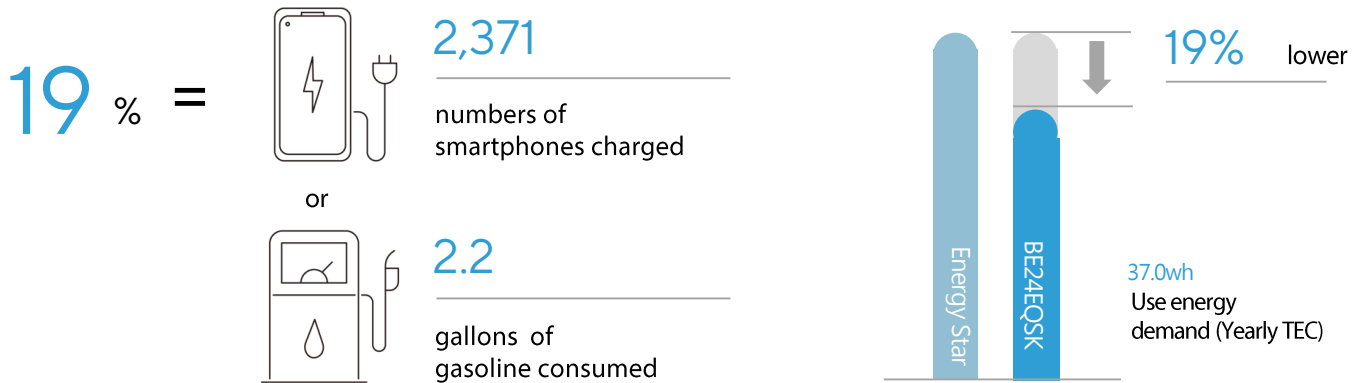 19 % =
2,371
numbers of
smartphones charged
or
2.2
gallons of
gasoline consumed
Energy Star
BE24EQSK
19% lower
37.0wh
Use energy
demand (Yearly TEC)